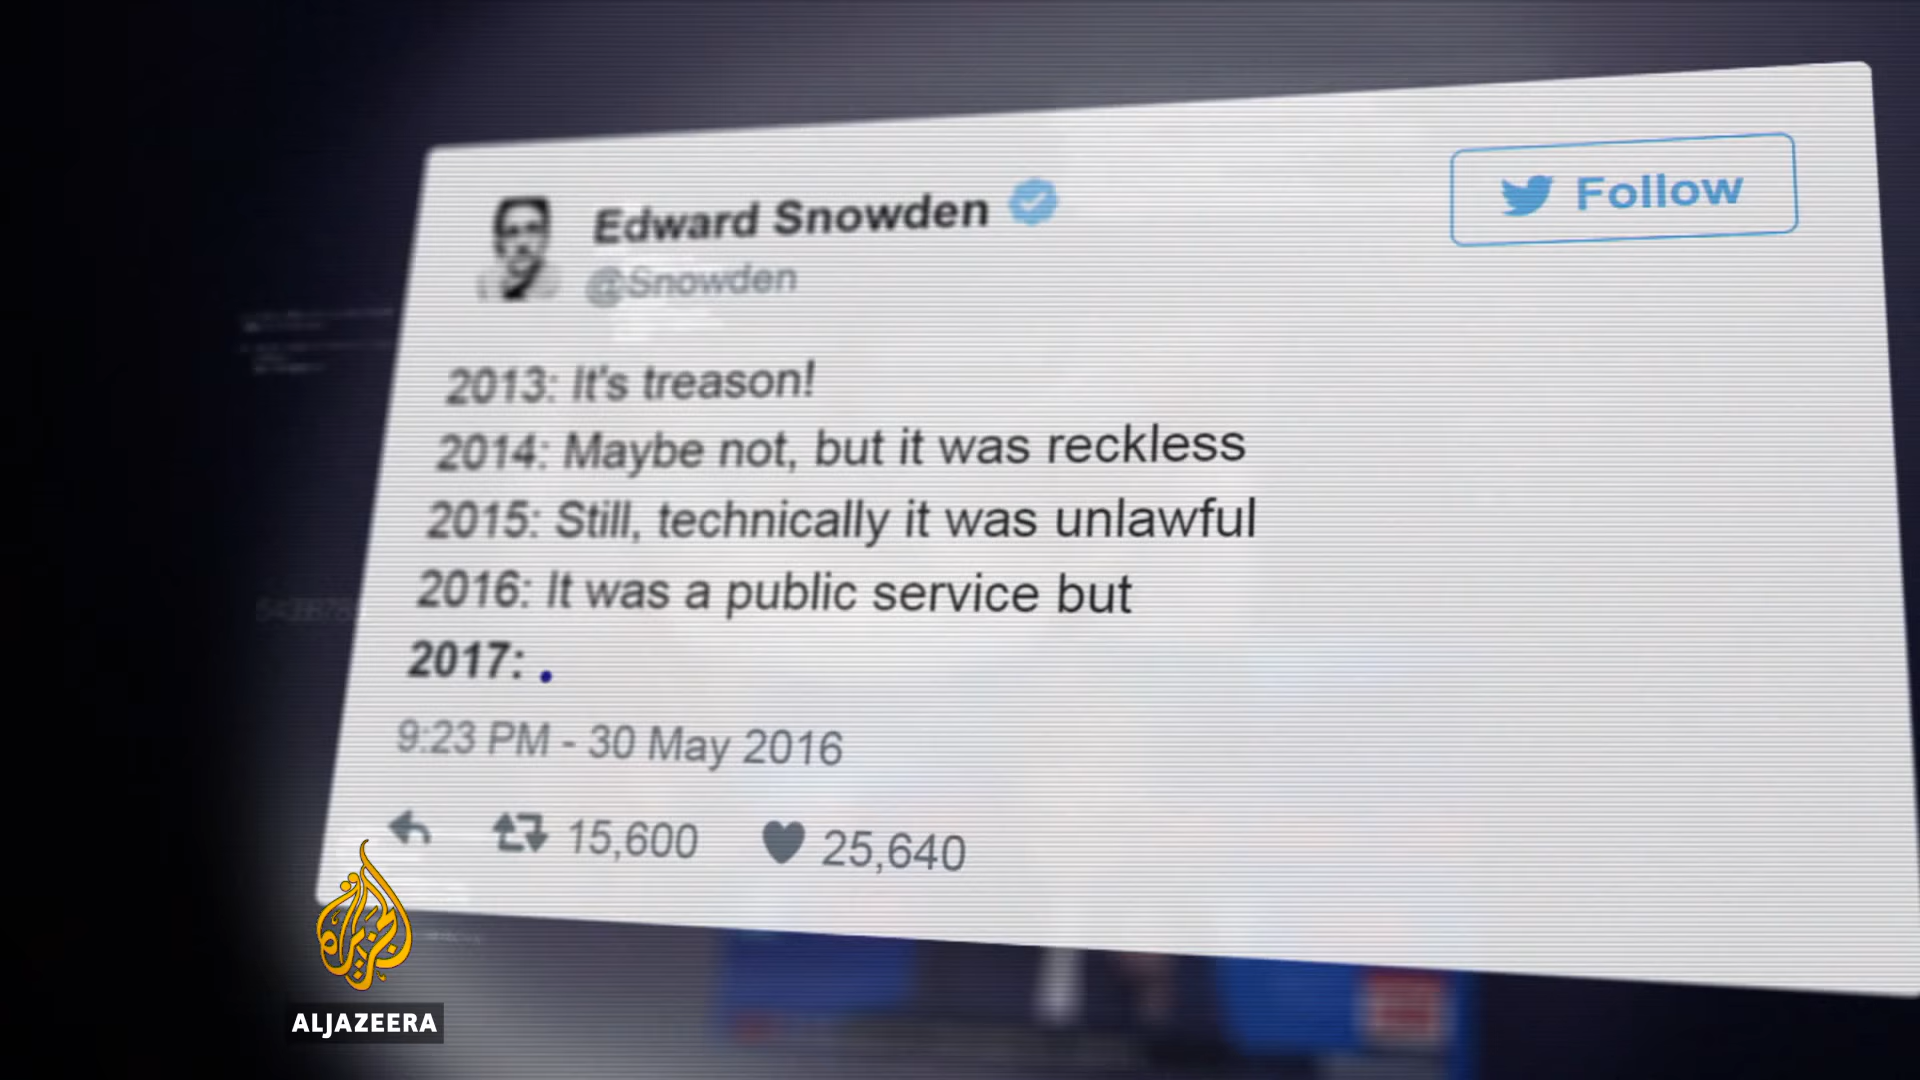 Edward Snowden
Follow
@Snowden
2013: It's treason!
2014: Maybe not, but it was reckless
2015: Still, technically it was unlawful
2016: It was a public service but
2017: .
9:23 PM - 30 May 2016
15,600 25,640
الجزيرة
ALJAZEERA